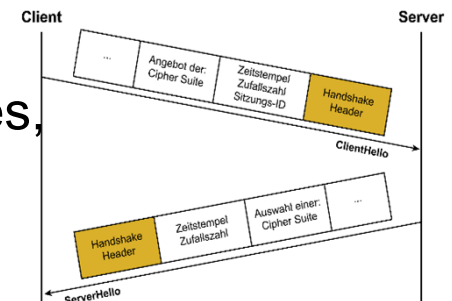 Client
Server
...
Angebot der:
Cipher Suite
Zeitstempel
Zufallszahl
Sitzungs-ID
Handshake
Header
es,
ClientHello
Handshake
Header
Zeitstempel
Zufallszahl
Auswahl einer:
Cipher Suite
...
ServerHello